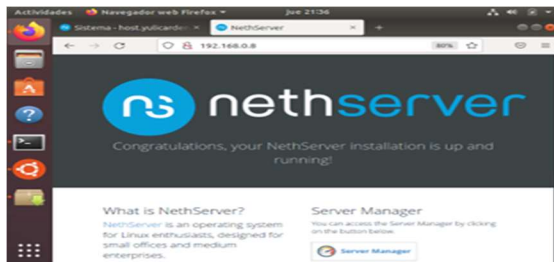 Actividades Navegador web Firefox jue 21:36
Sistema - host.yulicarde
NethServer
192.168.0.8 80%
ns nethserver
Congratulations, your NethServer installation is up and
running!
What is NethServer?
NethServer is an operating system
for Linux enthusiasts, designed for
small offices and medium
enterprises.
Server Manager
You can access the Server Manager by clicking
on the button below.
Server Manager